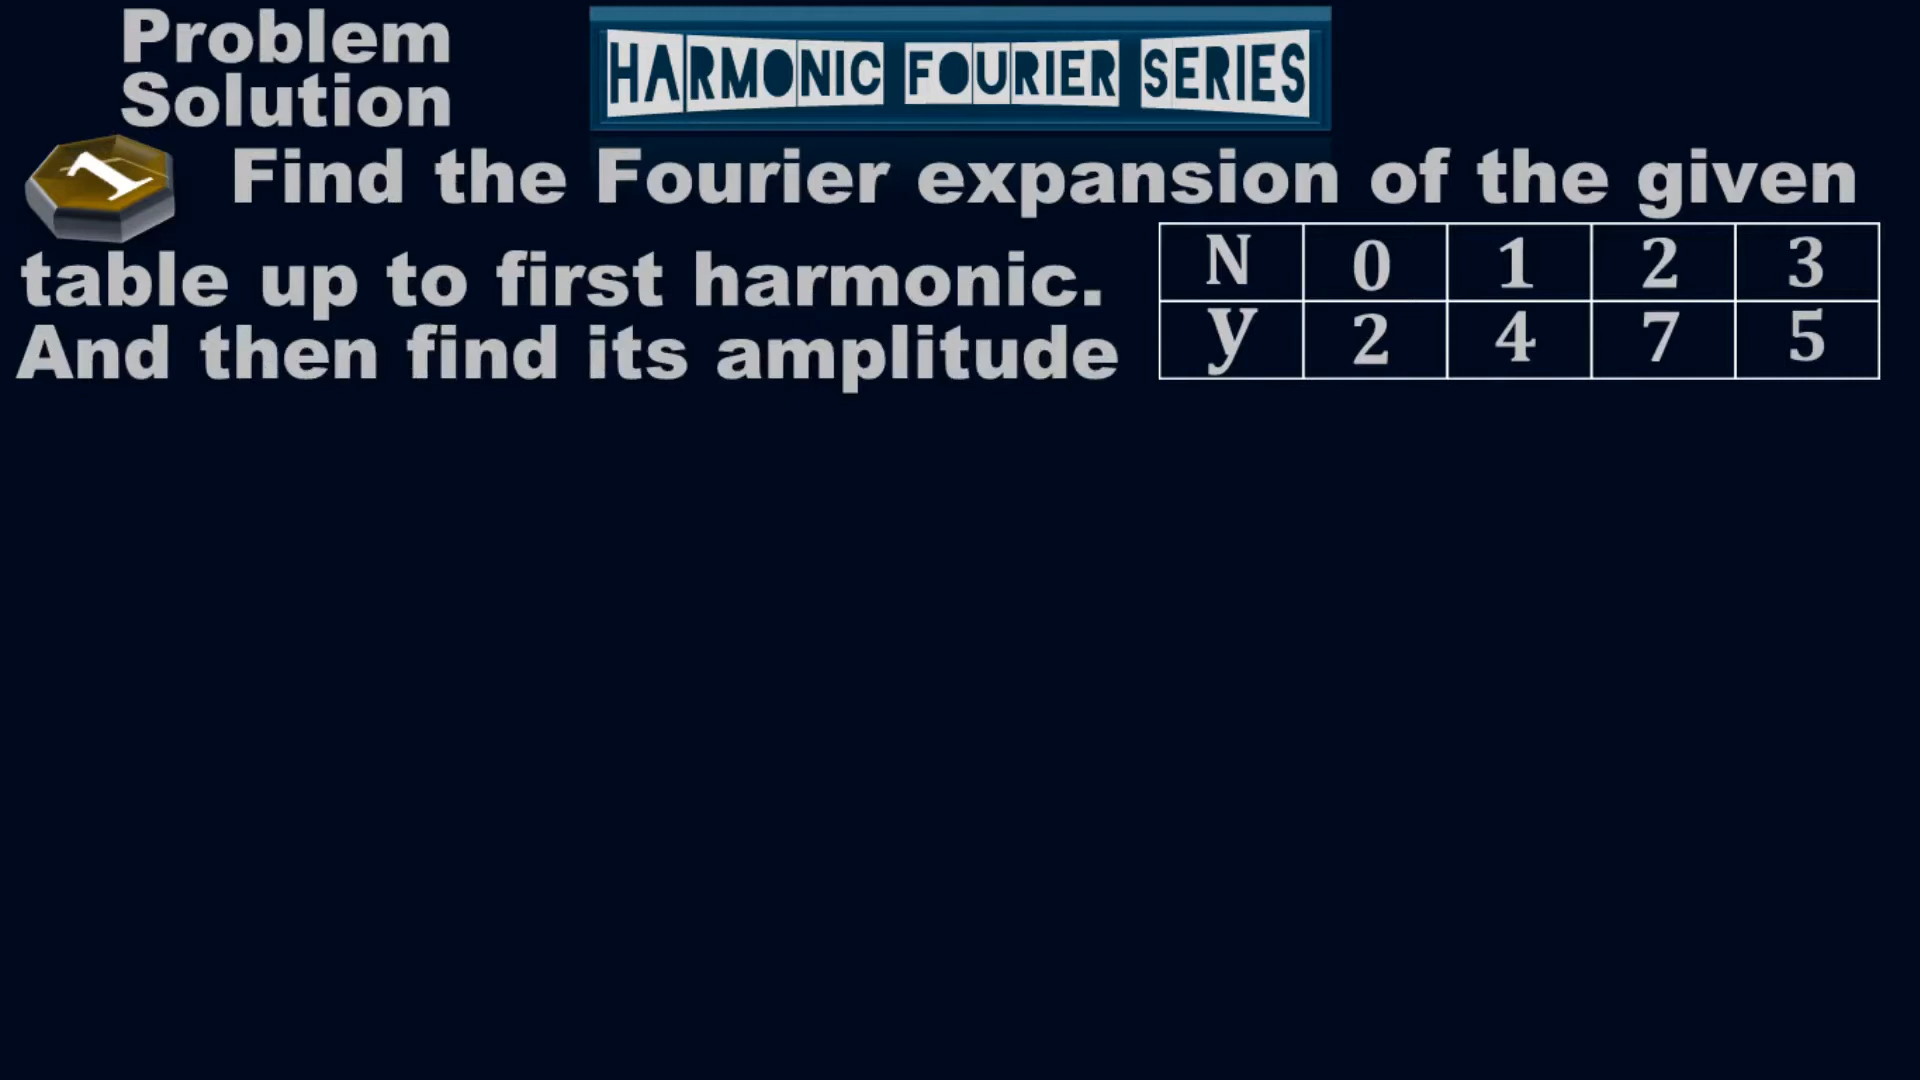 Problem
Solution
HARMONIC FOURIER SERIES
1 Find the Fourier expansion of the given
table up to first harmonic.
And then find its amplitude
N 0 1 2 3
y 2 4 7 5